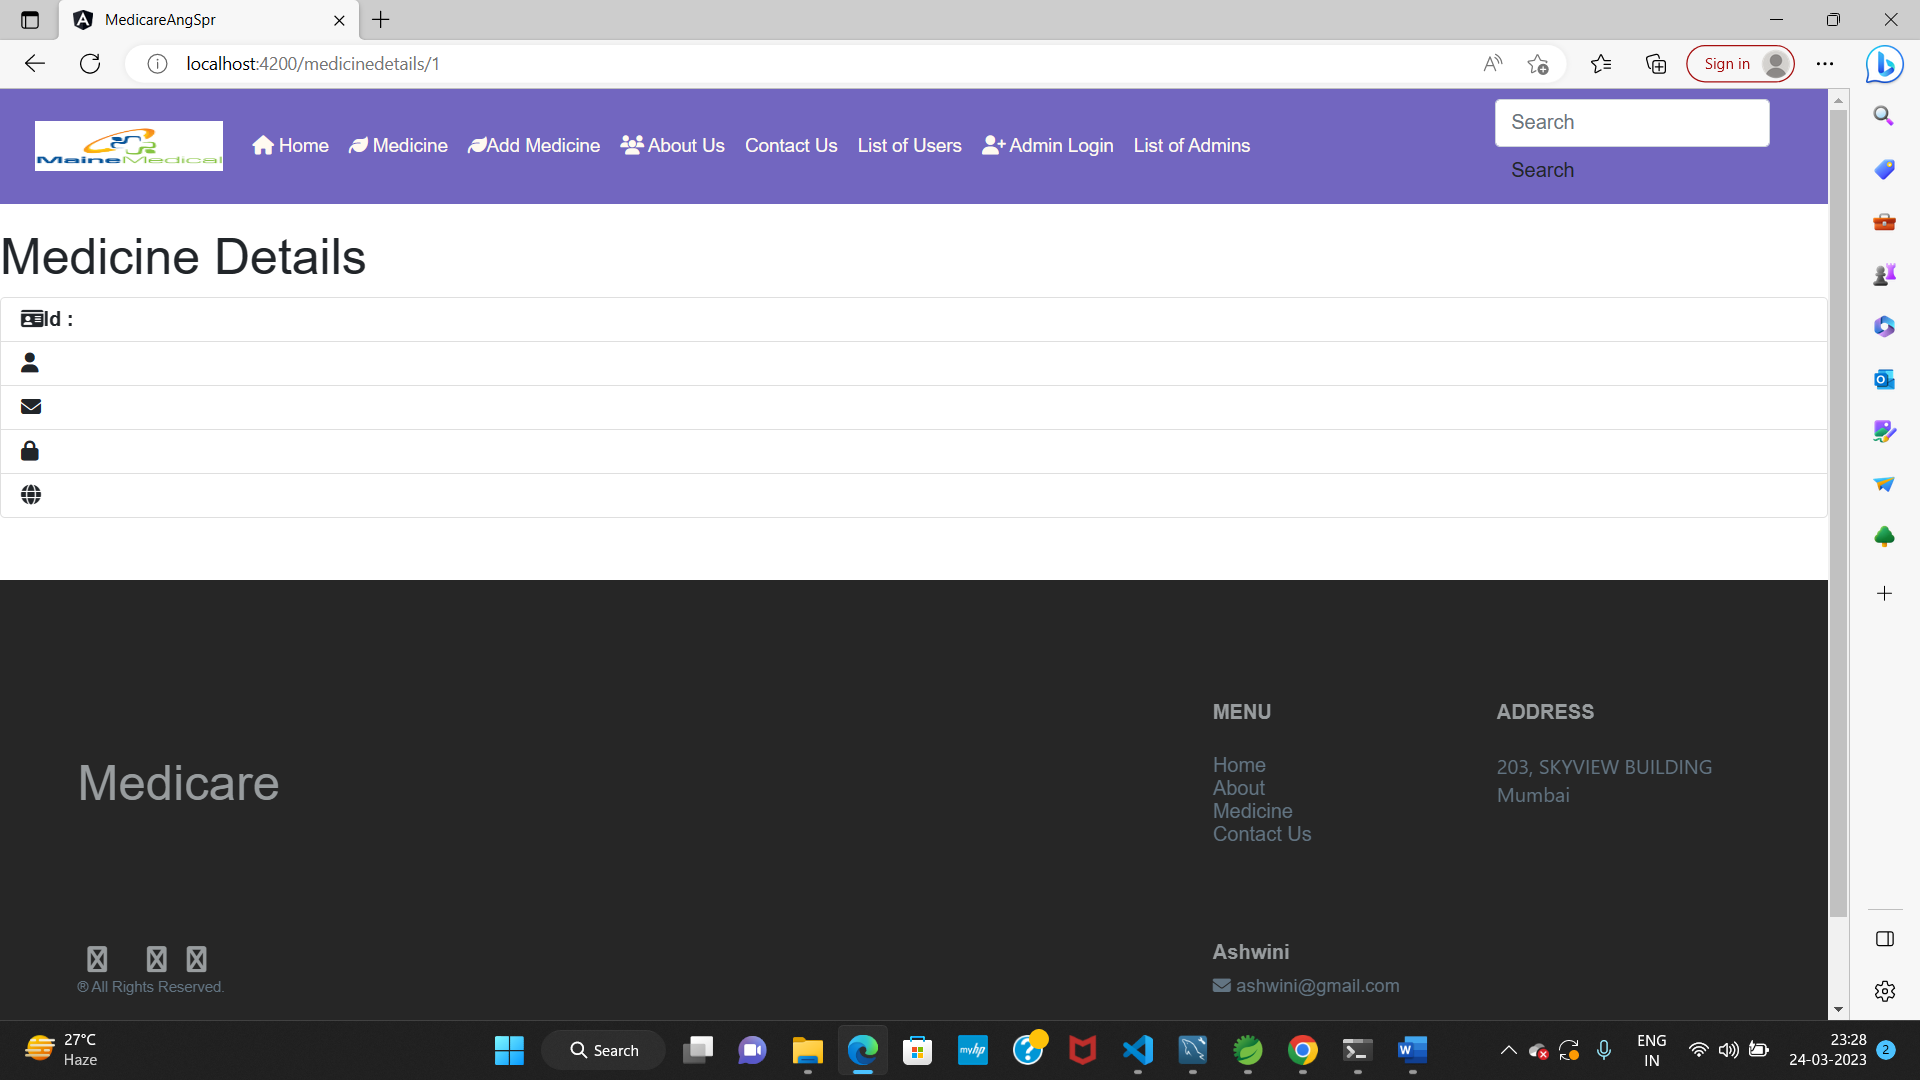 MedicareAngSpr
localhost:4200/medicinedetails/1
Sign in
MaineMedical
Home
Medicine
Add Medicine
About Us
Contact Us
List of Users
Admin Login
List of Admins
Search
Search
Medicine Details
Id :
MENU
ADDRESS
Medicare
Home
About
Medicine
Contact Us
203, SKYVIEW BUILDING
Mumbai
Ashwini
ashwini@gmail.com
® All Rights Reserved.
27°C
Haze
Search
myhp
ENG
IN
23:28
24-03-2023
2